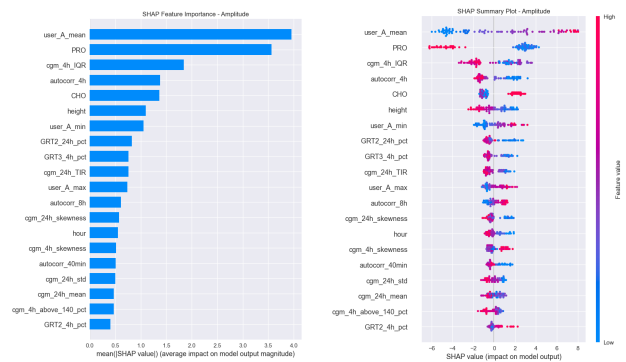 SHAP Feature Importance - Amplitude
user_A_mean
PRO
cgm_4h_IQR
autocorr_4h
CHO
height
user_A_min
GRT2_24h_pct
GRT3_4h_pct
cgm_24h_TIR
user_A_max
autocorr_8h
cgm_24h_skewness
hour
cgm_4h_skewness
autocorr_40min
cgm_24h_std
cgm_24h_mean
cgm_4h_above_140_pct
GRT2_4h_pct
0.0 0.5 1.0 1.5 2.0 2.5 3.0 3.5 4.0
mean(|SHAP value|) (average impact on model output magnitude)
SHAP Summary Plot - Amplitude
user_A_mean
PRO
cgm_4h_IQR
autocorr_4h
CHO
height
user_A_min
GRT2_24h_pct
GRT3_4h_pct
cgm_24h_TIR
user_A_max
autocorr_8h
cgm_24h_skewness
hour
cgm_4h_skewness
autocorr_40min
cgm_24h_std
cgm_24h_mean
cgm_4h_above_140_pct
GRT2_4h_pct
−6 −4 −2 0 2 4 6 8
SHAP value (impact on model output)
High
Feature value
Low